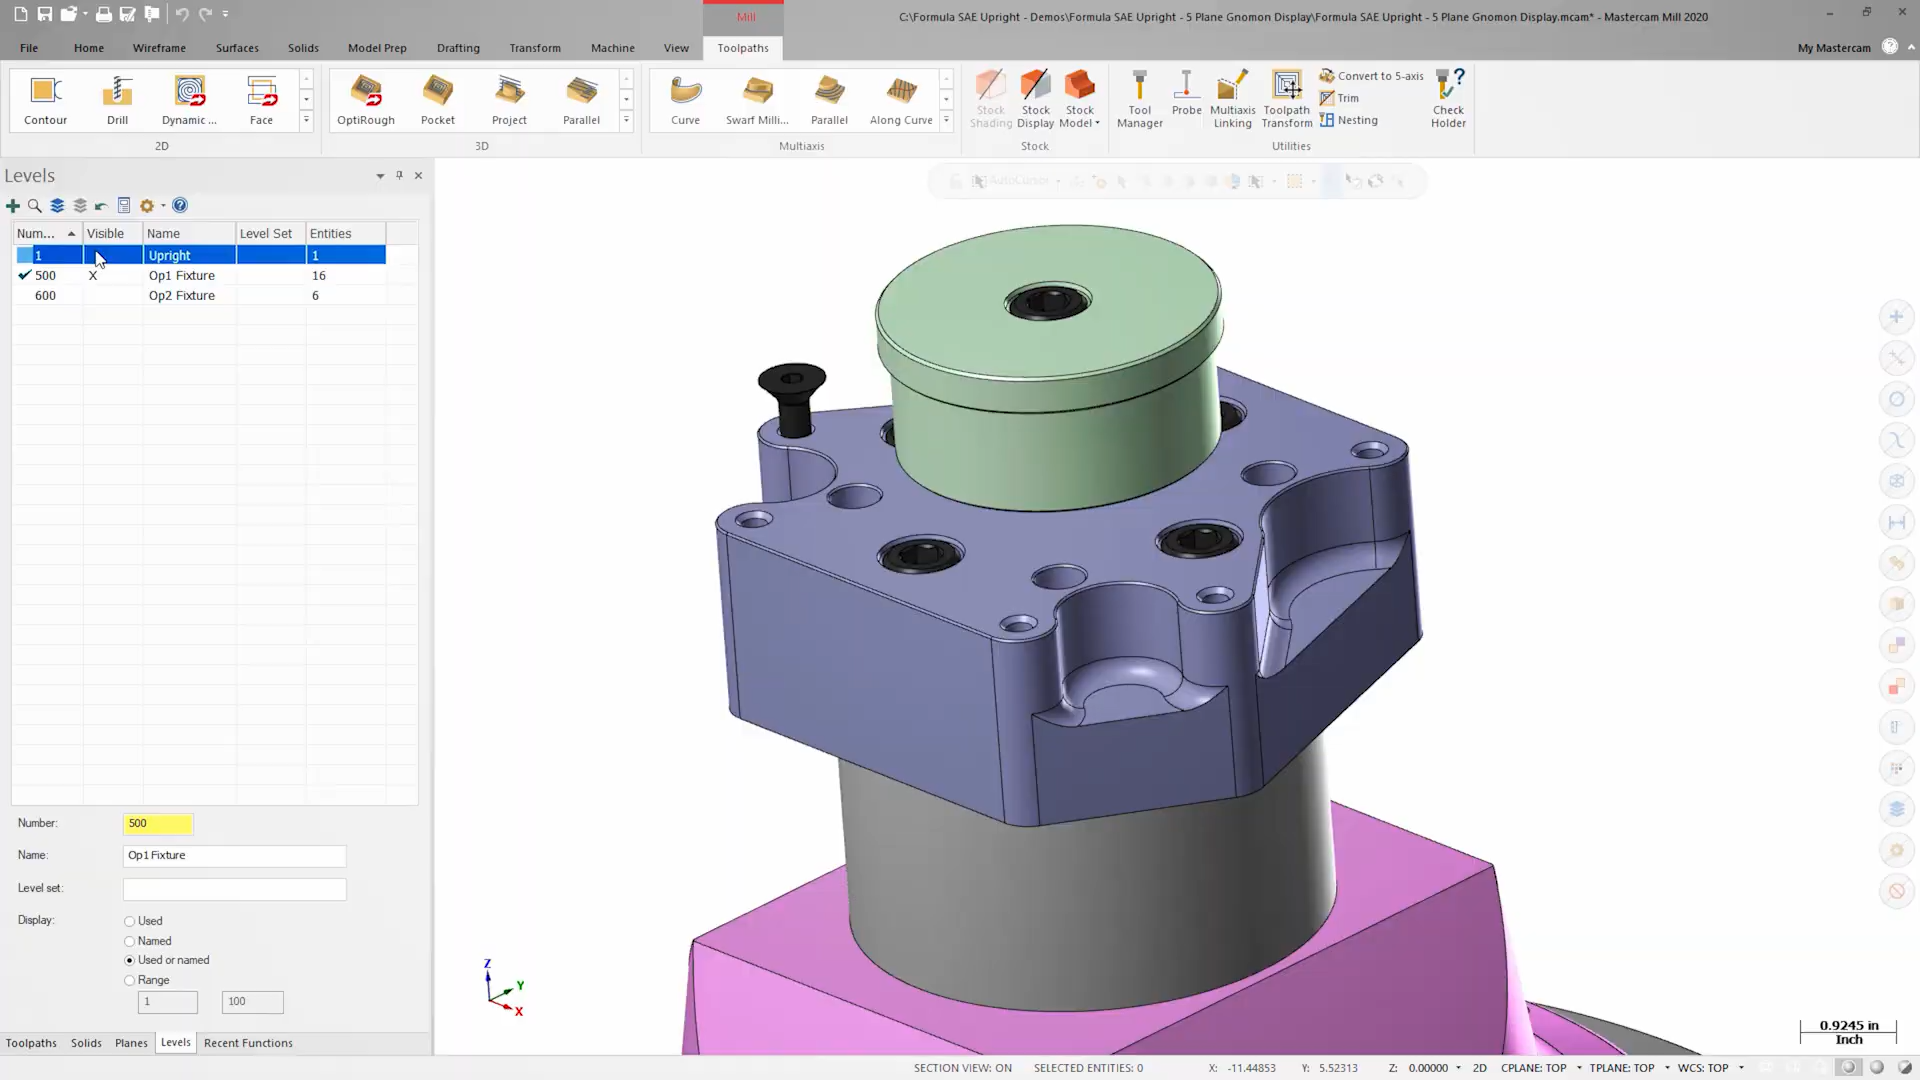 Mill
C:\Formula SAE Upright - Demos\Formula SAE Upright - 5 Plane Gnomon Display\Formula SAE Upright - 5 Plane Gnomon Display.mcam* - Mastercam Mill 2020
File Home Wireframe Surfaces Solids Model Prep Drafting Transform Machine View Toolpaths My Mastercam
Contour Drill Dynamic ... Face
2D
OptiRough Pocket Project Parallel
3D
Curve Swarf Milli... Parallel Along Curve
Multiaxis
Stock Shading
Stock Display
Stock Model
Stock
Tool Manager
Probe
Multiaxis Linking
Toolpath Transform
Convert to 5-axis
Trim
Nesting
Utilities
Check Holder
Levels
AutoCursor
Num... Visible Name Level Set Entities
1 Upright 1
500 X Op1 Fixture 16
600 Op2 Fixture 6
Number: 500
Name: Op1 Fixture
Level set:
Display: Used
Named
Used or named
Range
1 100
Toolpaths Solids Planes Levels Recent Functions
Z
Y
X
0.9245 in
Inch
SECTION VIEW: ON SELECTED ENTITIES: 0 X: -11.44853 Y: 5.52313 Z: 0.00000 2D CPLANE: TOP TPLANE: TOP WCS: TOP